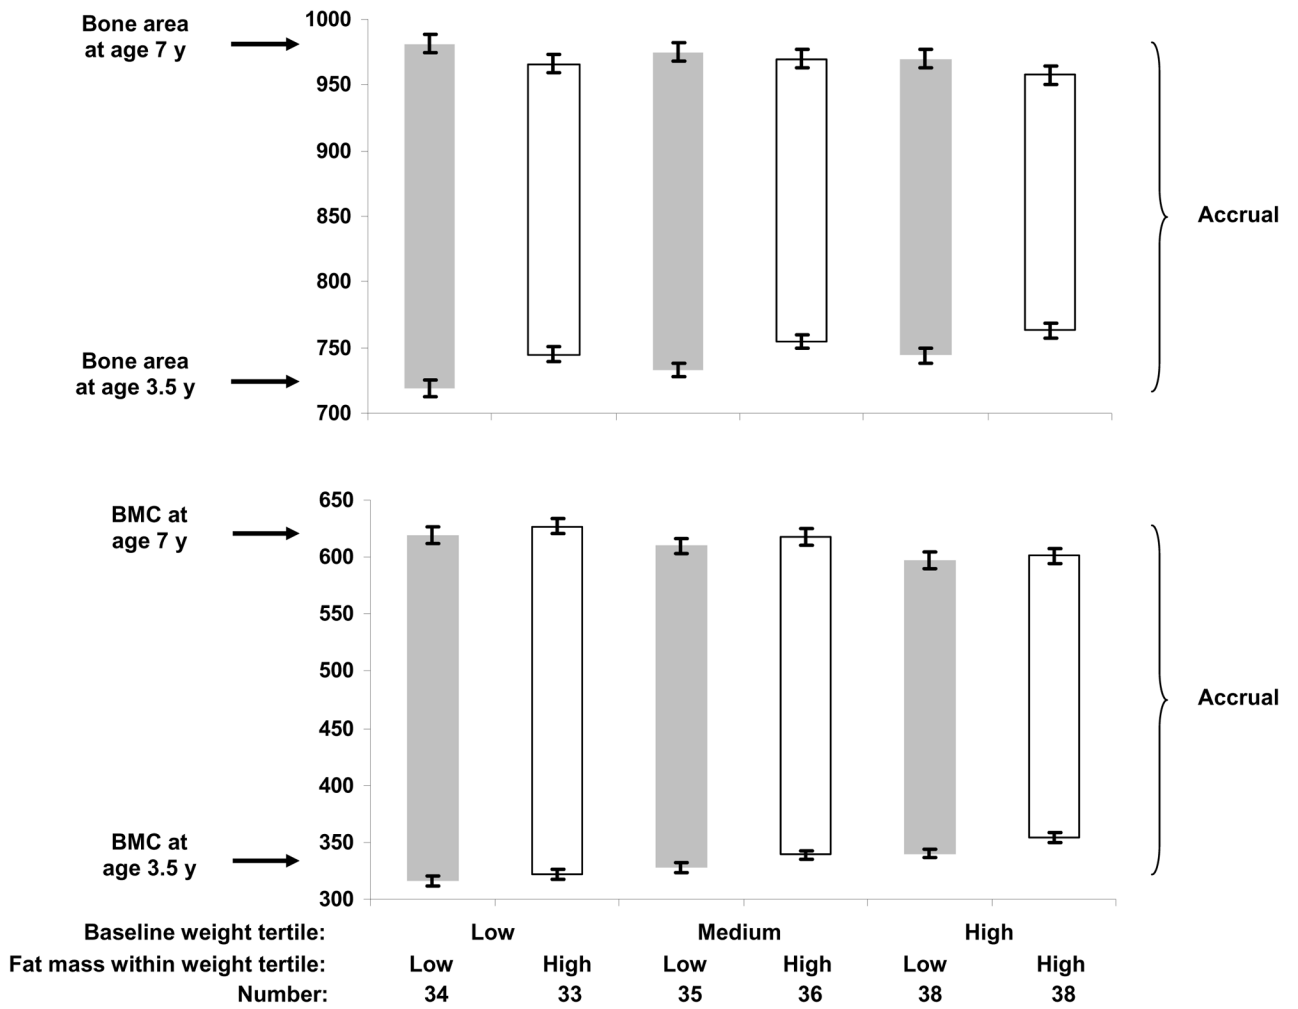 Bone area
at age 7 y
1000
950
900
850
800
750
700
Accrual
Bone area
at age 3.5 y
650
600
550
500
450
400
350
300
BMC at
age 7 y
Accrual
BMC at
age 3.5 y
Baseline weight tertile: Low Medium High
Fat mass within weight tertile: Low High Low High Low High
Number: 34 33 35 36 38 38